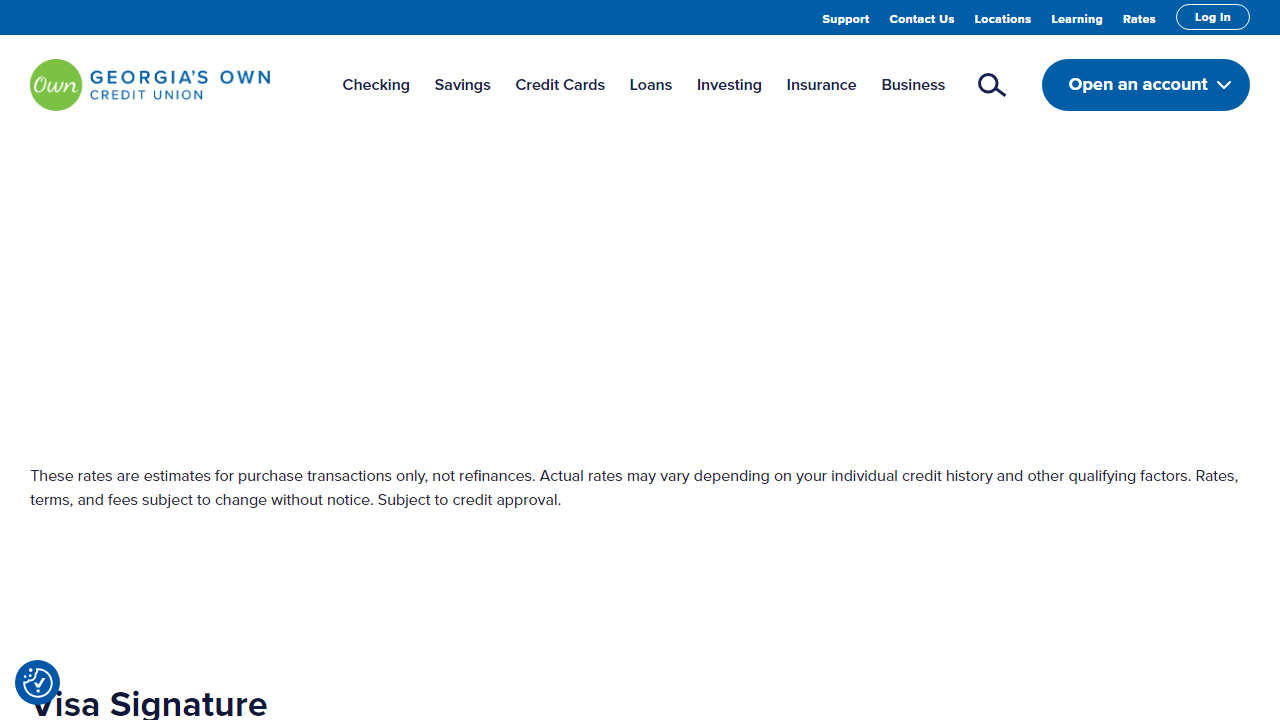 Support Contact Us Locations Learning Rates Log In
Own GEORGIA'S OWN
CREDIT UNION
Checking Savings Credit Cards Loans Investing Insurance Business Open an account
These rates are estimates for purchase transactions only, not refinances. Actual rates may vary depending on your individual credit history and other qualifying factors. Rates,
terms, and fees subject to change without notice. Subject to credit approval.
Visa Signature